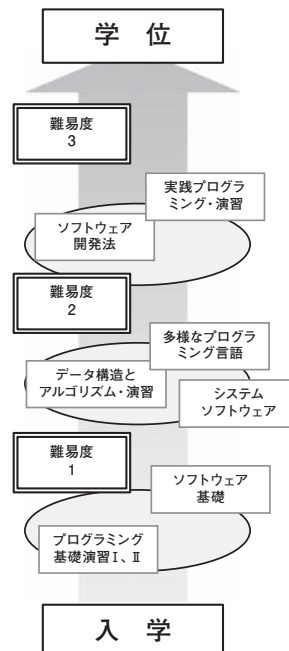 学 位
難易度
3
実践プログラ
ミング・演習
ソフトウェア
開発法
難易度
2
多様なプログラ
ミング言語
データ構造と
アルゴリズム・演習
システム
ソフトウェア
難易度
1
ソフトウェア
基礎
プログラミング
基礎演習Ⅰ、Ⅱ
入 学